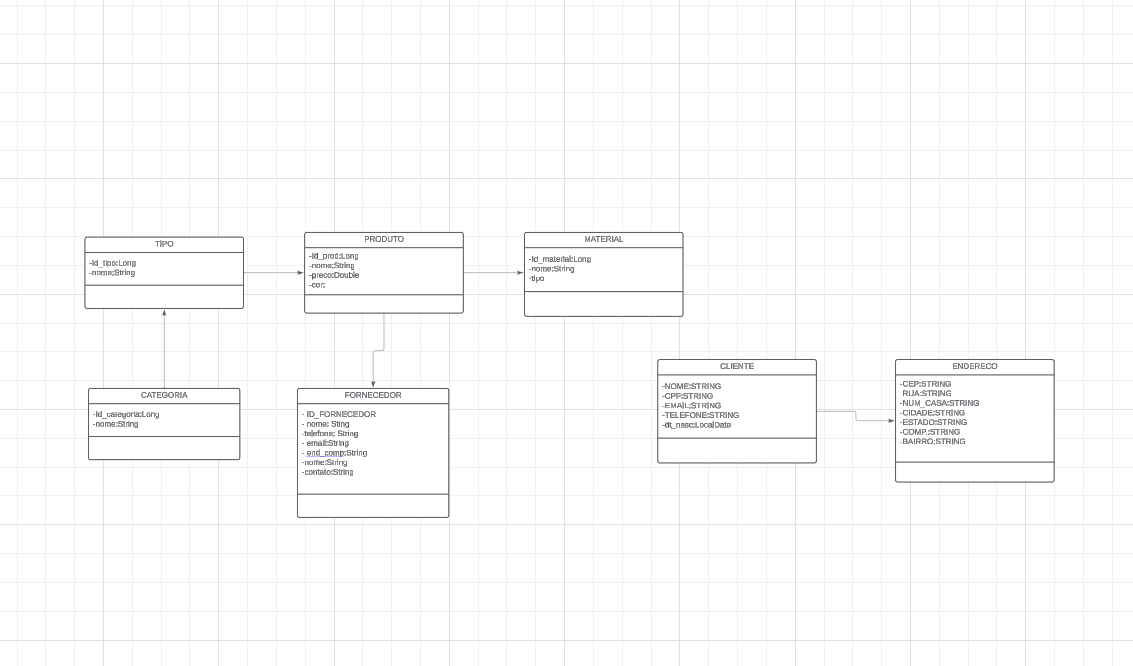 TIPO
-id_tipo:Long
-nome;String
PRODUTO
-id_prod:Long
-nome;String
-preco:Double
-cor:
MATERIAL
-Id_material:Long
-nome:String
-tipo
CATEGORIA
-Id_categoria:Long
-nome:String
FORNECEDOR
- ID_FORNECEDOR
- nome: Sting
-telefone; String
- email:String
- end_comp:String
-nome:String
-contato:String
CLIENTE
-NOME:STRING
-CPF:STRING
-EMAIL:STRING
-TELEFONE:STRING
-dt_nasc:LocalDate
ENDERECO
-CEP:STRING
RUA:STRING
-NUM_CASA:STRING
-CIDADE:STRING
-ESTADO:STRING
-COMP.:STRING
-BAIRRO:STRING